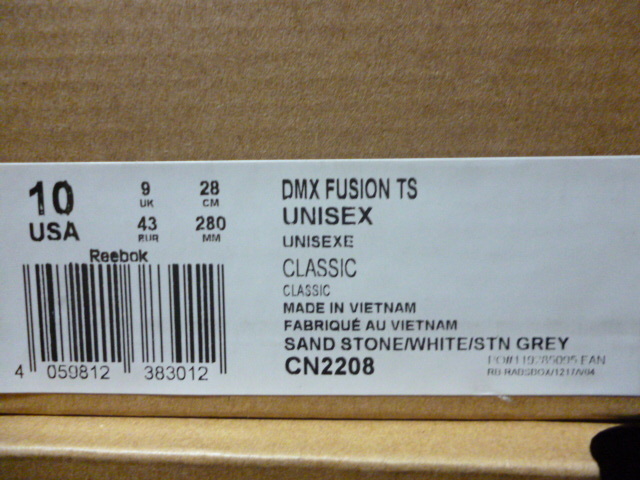 10 USA
9 UK
28 CM
43 EUR
280 MM
Reebok
4 059812 383012
DMX FUSION TS
UNISEX
UNISEXE
CLASSIC
CLASSIC
MADE IN VIETNAM
FABRIQUÉ AU VIETNAM
SAND STONE/WHITE/STN GREY
CN2208
EAN